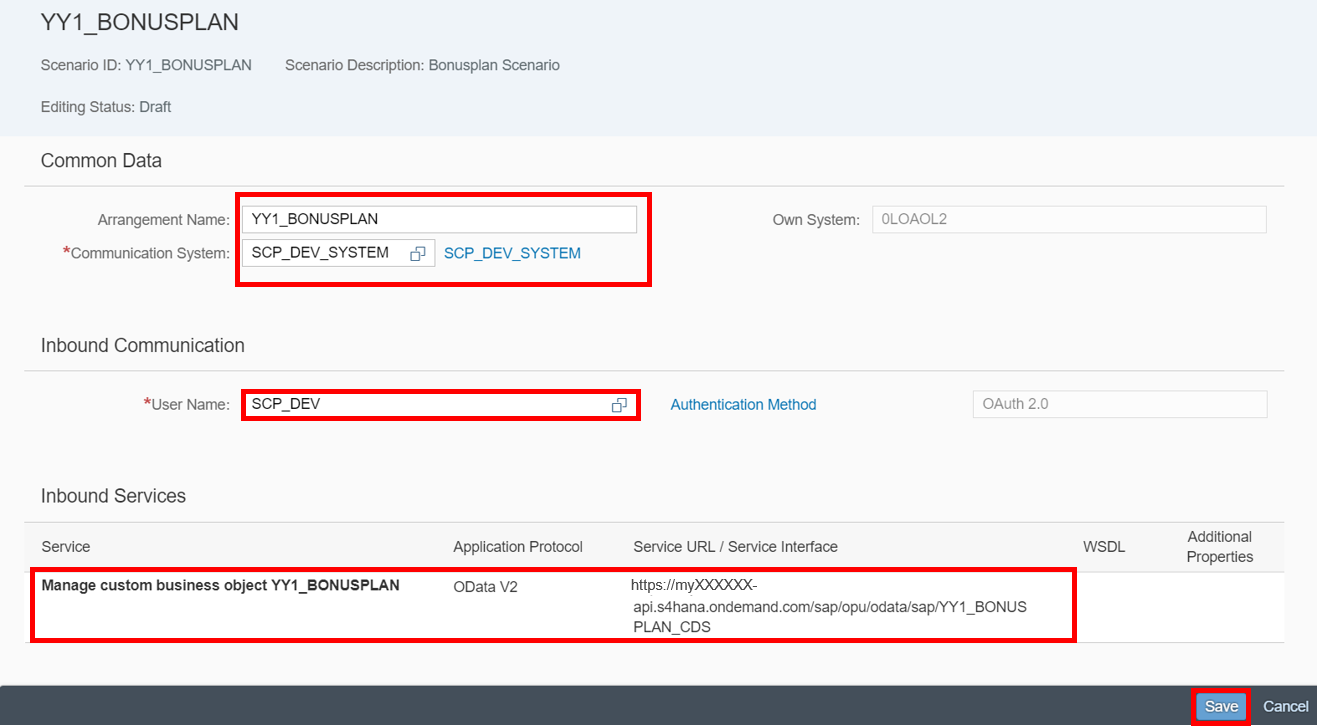 YY1_BONUSPLAN
Scenario ID: YY1_BONUSPLAN Scenario Description: Bonusplan Scenario
Editing Status: Draft
Common Data
Arrangement Name: YY1_BONUSPLAN Own System: 0LOAOL2
*Communication System: SCP_DEV_SYSTEM SCP_DEV_SYSTEM
Inbound Communication
*User Name: SCP_DEV Authentication Method OAuth 2.0
Inbound Services
Service Application Protocol Service URL / Service Interface WSDL Additional Properties
Manage custom business object YY1_BONUSPLAN OData V2 https://myXXXXXX-
api.s4hana.ondemand.com/sap/opu/odata/sap/YY1_BONUS
PLAN_CDS
Save Cancel